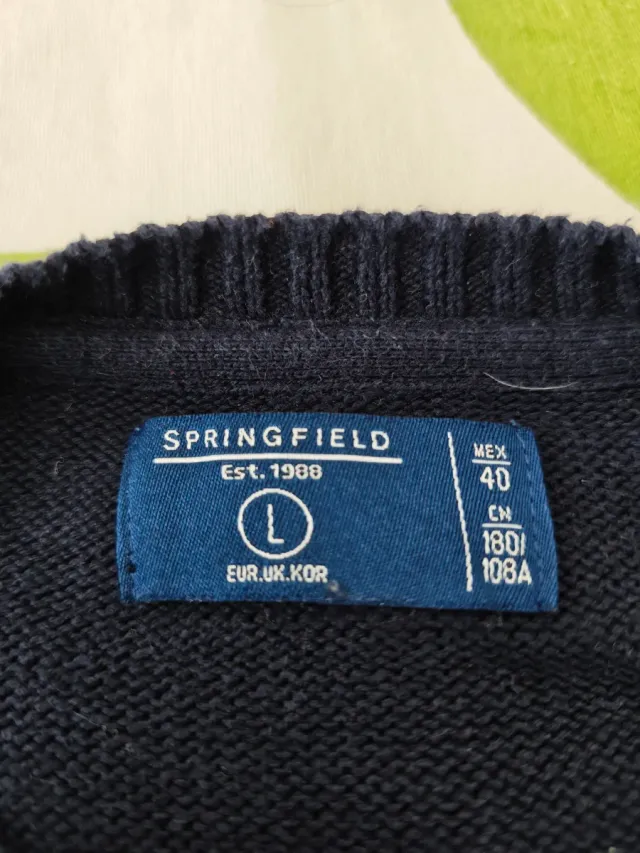 SPRINGFIELD
Est. 1988
L
EUR.UK.KOR
MEX
40
CN
180/
108A